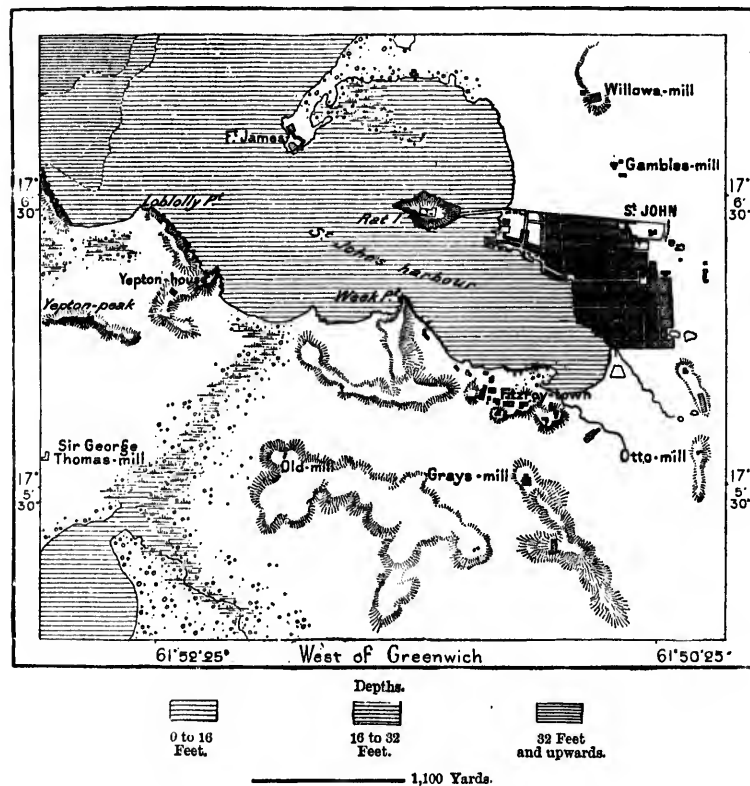 Willows-mill
Ft. James
Gambles-mill
17°
6'
30"
Loblolly Pt.
Rat I.
St. JOHN
17°
6'
30"
St. John's harbour
Yepton-house
Yepton-peak
Week Pt.
Fitzroy-town
Sir George
Thomas-mill
Old-mill
Grays-mill
Otto-mill
17°
5'
30"
17°
5'
30"
61°52'25"
West of Greenwich
61°50'25"
Depths.
0 to 16
Feet.
16 to 32
Feet.
32 Feet
and upwards.
1,100 Yards.